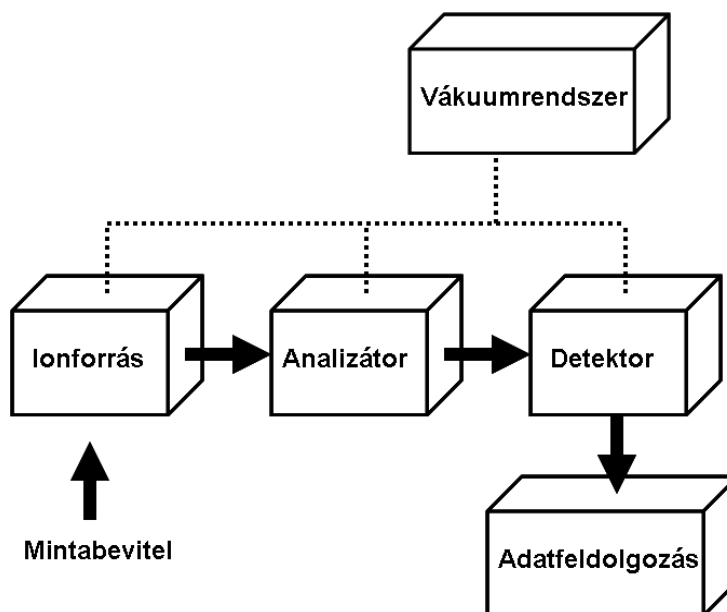 Vákuumrendszer
Ionforrás
Analizátor
Detektor
Mintabevitel
Adatfeldolgozás